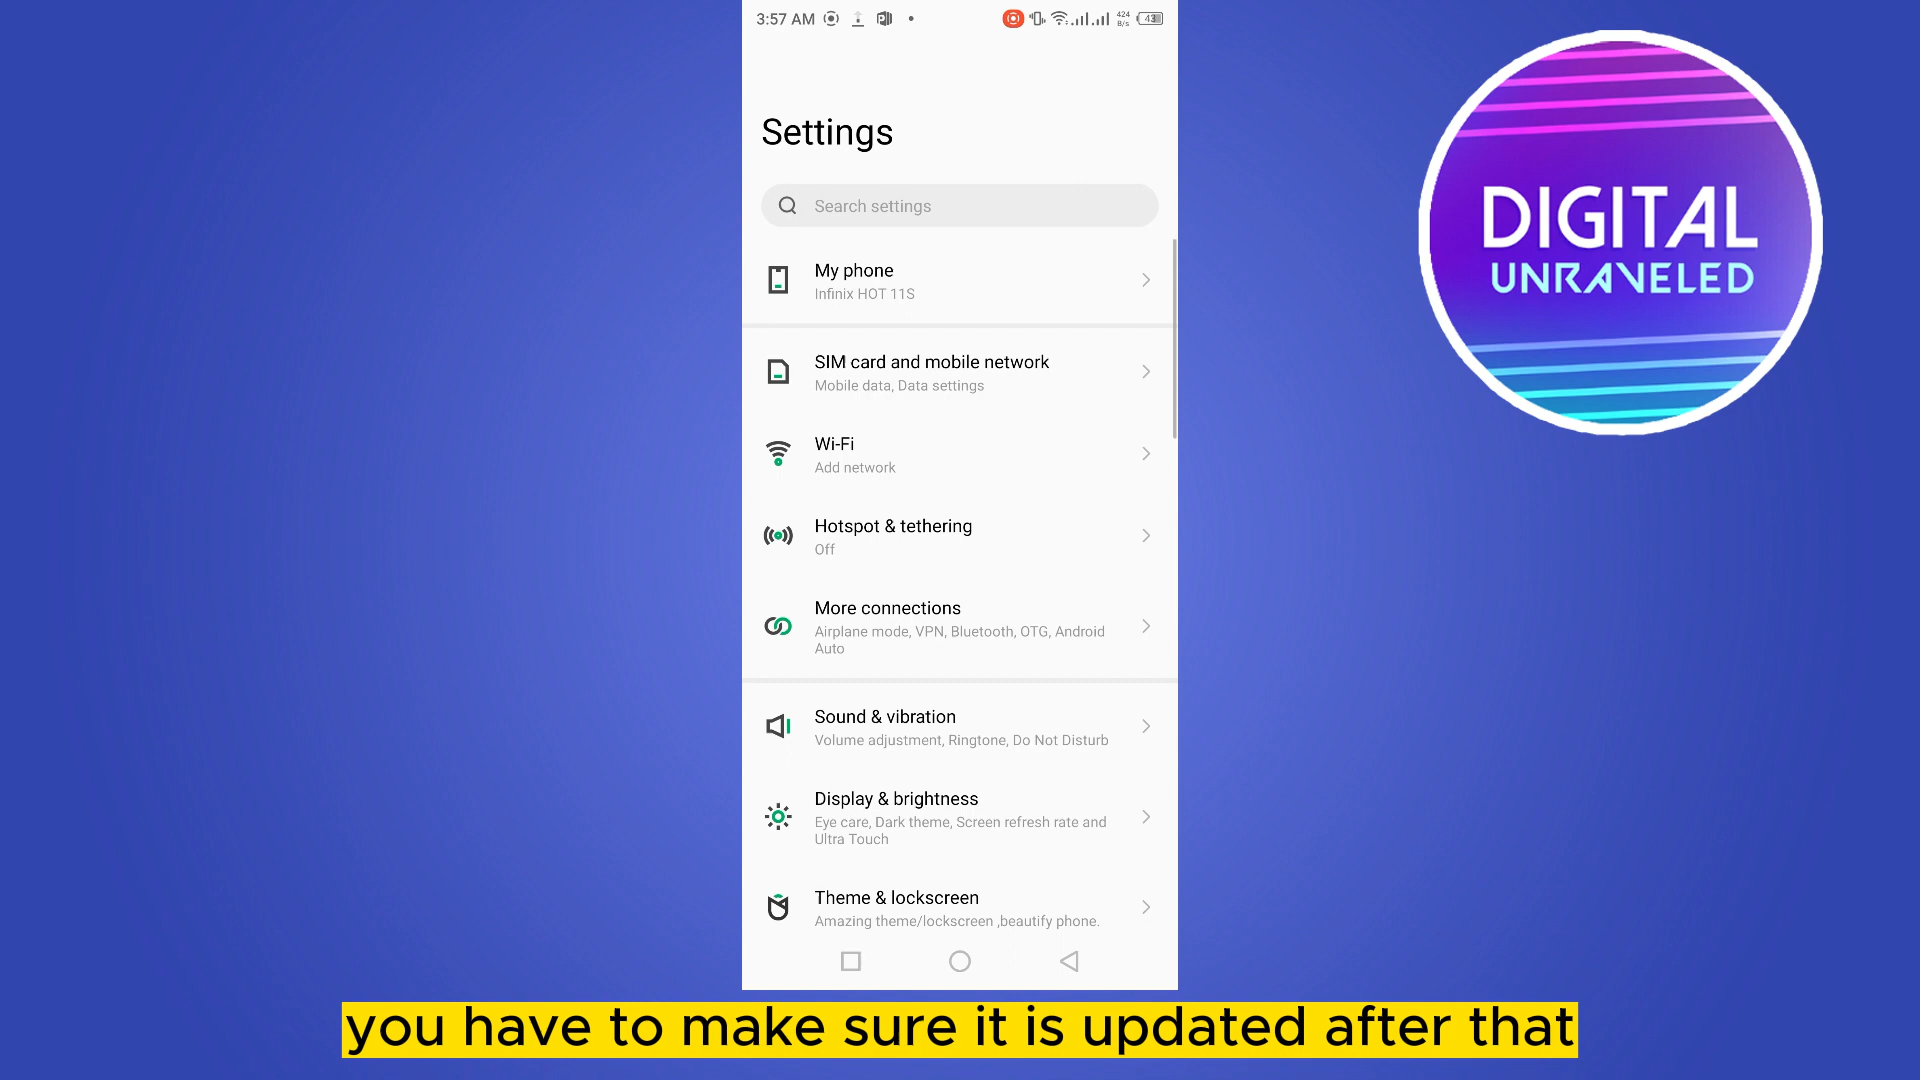 3:57 AM
424
B/s
43
Settings
Search settings
My phone
Infinix HOT 11S
SIM card and mobile network
Mobile data, Data settings
Wi-Fi
Add network
Hotspot & tethering
Off
More connections
Airplane mode, VPN, Bluetooth, OTG, Android
Auto
Sound & vibration
Volume adjustment, Ringtone, Do Not Disturb
Display & brightness
Eye care, Dark theme, Screen refresh rate and
Ultra Touch
Theme & lockscreen
Amazing theme/lockscreen ,beautify phone.
DIGITAL
UNRAVELED
you have to make sure it is updated after that